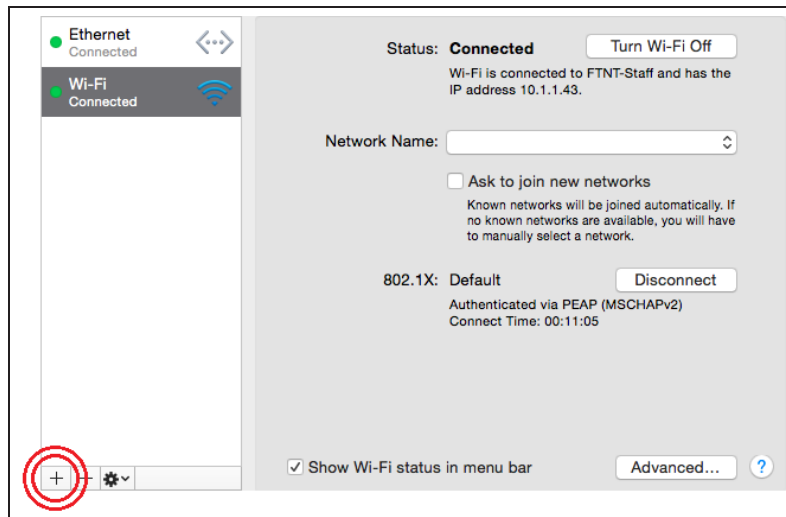 Ethernet
Connected
Wi-Fi
Connected
Status: Connected
Turn Wi-Fi Off
Wi-Fi is connected to FTNT-Staff and has the
IP address 10.1.1.43.
Network Name:
Ask to join new networks
Known networks will be joined automatically. If
no known networks are available, you will have
to manually select a network.
802.1X: Default
Disconnect
Authenticated via PEAP (MSCHAPv2)
Connect Time: 00:11:05
Show Wi-Fi status in menu bar
Advanced...
?